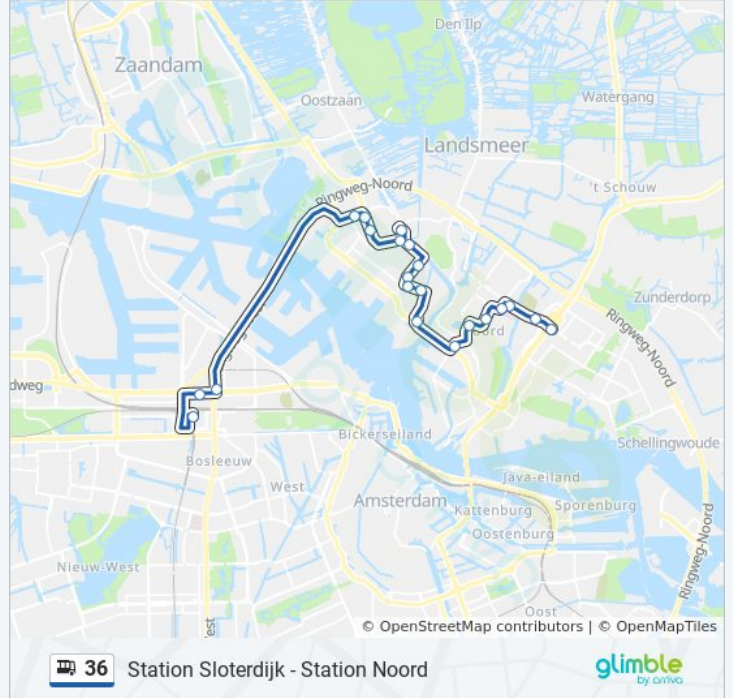 Den Ilp
Zaandam
Oostzaan
Watergang
Landsmeer
Ringweg-Noord
't Schouw
Zunderdorp
Ringweg-Noord
dweg
Bickerseiland
Schellingwoude
Bosleeuw
West
Java-eiland
Amsterdam
Kattenburg
Sporenburg
Oostenburg
Ringweg-Noord
Nieuw-West
Oost
est
© OpenStreetMap contributors | © OpenMapTiles
36 Station Sloterdijk - Station Noord
glimble
by arriva